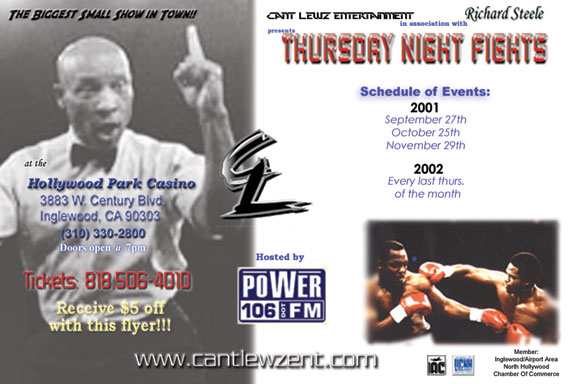 The Biggest Small Show in Town!!
Cant Lewz Entertainment
in association with
Richard Steele
presents
THURSDAY NIGHT FIGHTS
Schedule of Events:
2001
September 27th
October 25th
November 29th
2002
Every last thurs.
of the month
at the
Hollywood Park Casino
3883 W. Century Blvd.
Inglewood, CA 90303
(310) 330-2800
Doors open @ 7pm
Tickets: 818.506-4010
Receive $5 off
with this flyer!!!
CL
Hosted by
POWER
106 DOT FM
www.cantlewzent.com
Member:
Inglewood/Airport Area
North Hollywood
Chamber Of Commerce